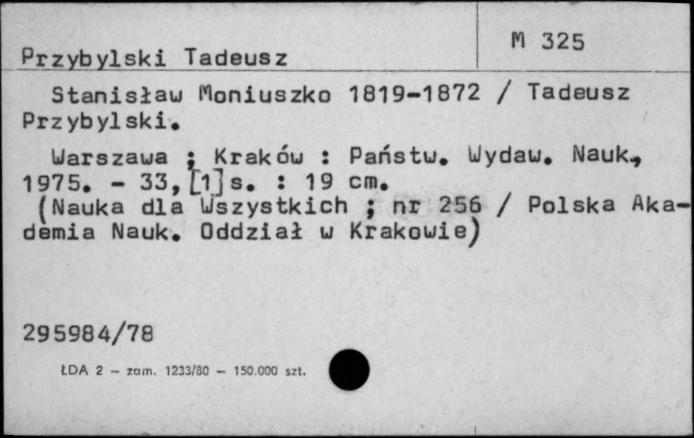 M 325
Przybylski Tadeusz
Stanisław Moniuszko 1819-1872 / Tadeusz
Przybylski.
Warszawa ; Kraków : Państw. Wydaw. Nauk.,
1975. - 33, [1] s. : 19 cm.
(Nauka dla Wszystkich ; nr 256 / Polska Aka-
demia Nauk. Oddział w Krakowie)
295984/78
ŁDA 2 - zam. 1233/80 - 150.000 szt.